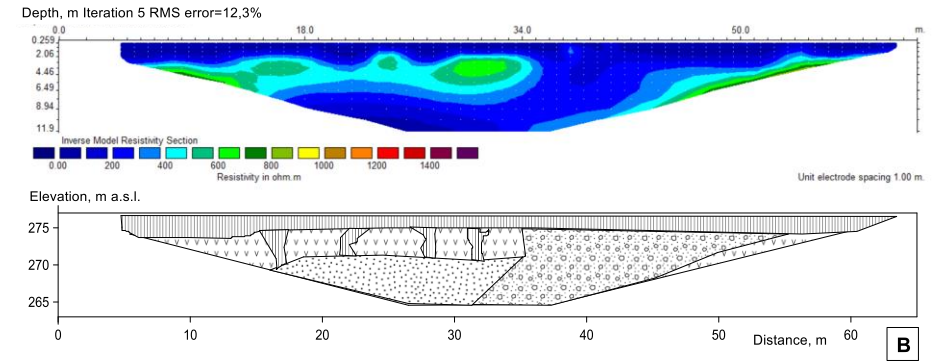 Depth, m Iteration 5 RMS error=12,3%
0.0 18.0 34.0 50.0 m.
0.259
2.06
4.46
6.49
8.94
11.9
Inverse Model Resistivity Section
0.00 200 400 600 800 1000 1200 1400
Resistivity in ohm.m
Unit electrode spacing 1.00 m.
Elevation, m a.s.l.
275
270
265
0 10 20 30 40 50 60
Distance, m
B